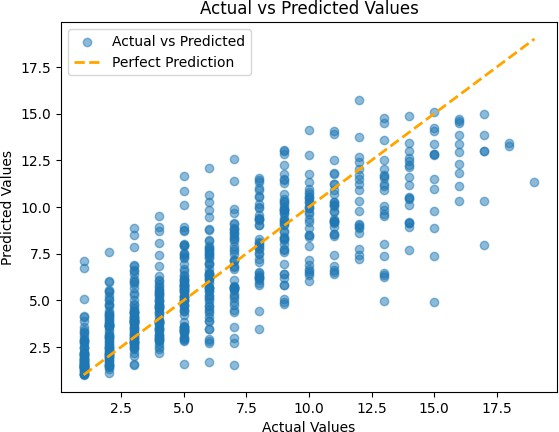 Actual vs Predicted Values
Actual vs Predicted
Perfect Prediction
Predicted Values
17.5
15.0
12.5
10.0
7.5
5.0
2.5
2.5 5.0 7.5 10.0 12.5 15.0 17.5
Actual Values